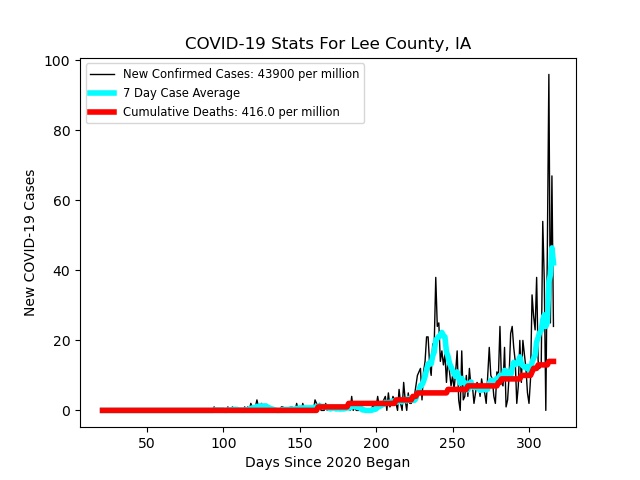 COVID-19 Stats For Lee County, IA
New Confirmed Cases: 43900 per million
7 Day Case Average
Cumulative Deaths: 416.0 per million
New COVID-19 Cases
100
80
60
40
20
0
50 100 150 200 250 300
Days Since 2020 Began